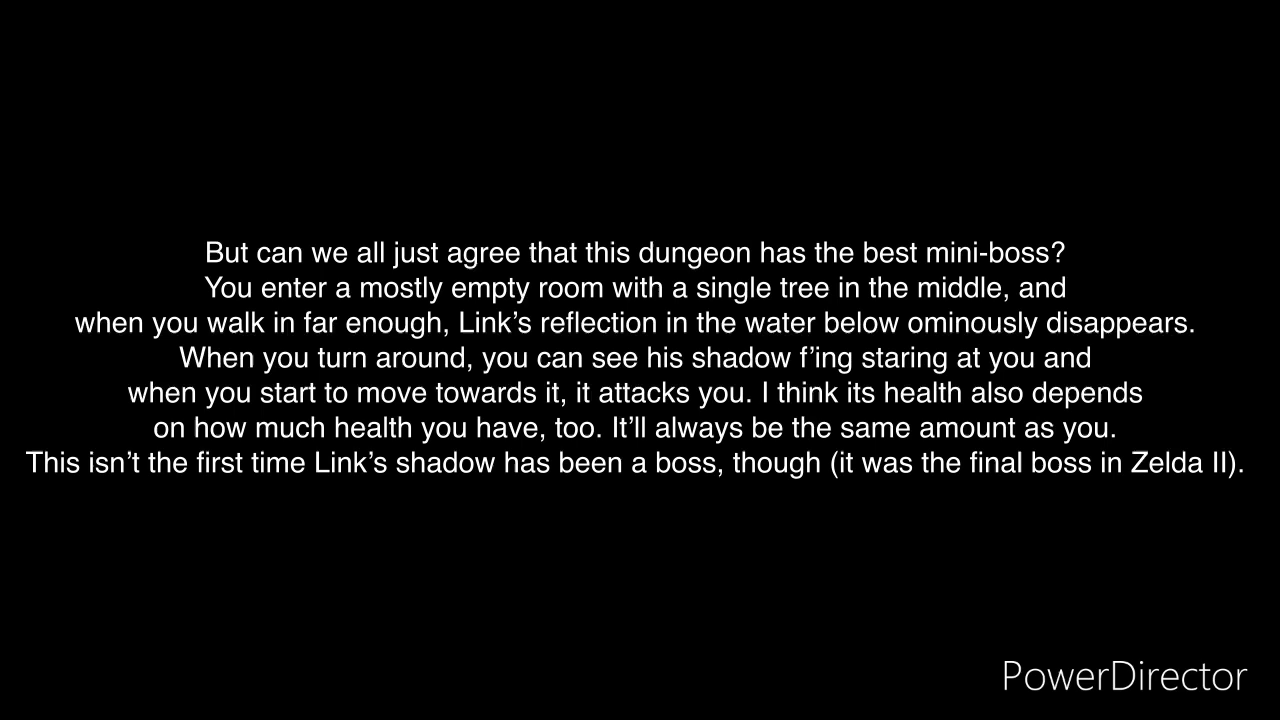 But can we all just agree that this dungeon has the best mini-boss?
You enter a mostly empty room with a single tree in the middle, and
when you walk in far enough, Link’s reflection in the water below ominously disappears.
When you turn around, you can see his shadow f’ing staring at you and
when you start to move towards it, it attacks you. I think its health also depends
on how much health you have, too. It’ll always be the same amount as you.
This isn’t the first time Link’s shadow has been a boss, though (it was the final boss in Zelda II).
PowerDirector